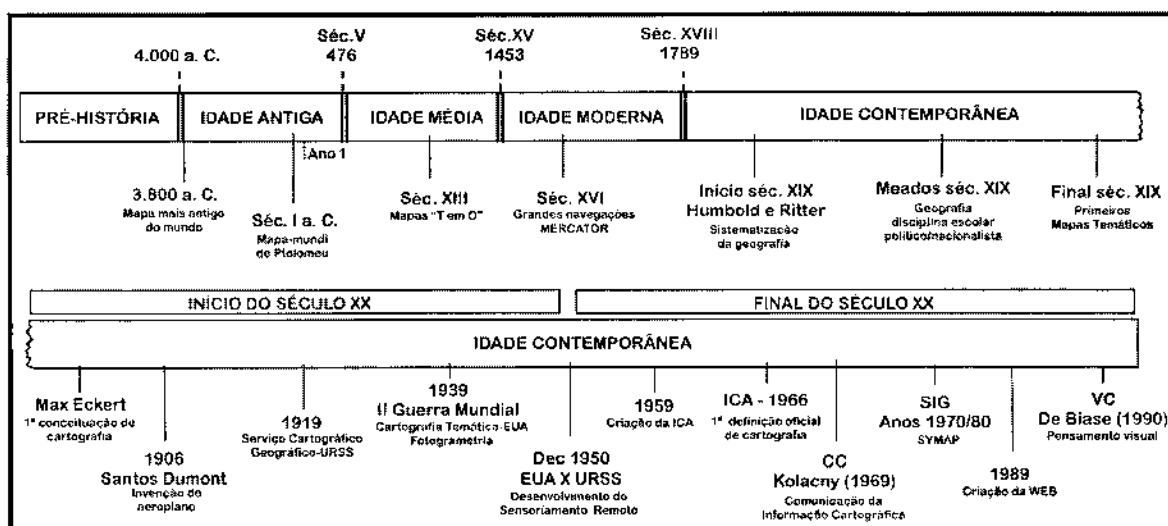 4.000 a. C.
Séc.V
476
Séc.XV
1453
Séc. XVIII
1789
PRÉ-HISTÓRIA
IDADE ANTIGA
IDADE MÉDIA
IDADE MODERNA
IDADE CONTEMPORÂNEA
Ano 1
3.800 a. C.
Mapa mais antigo
do mundo
Séc. I a. C.
Mapa-mundi
de Ptolomeu
Séc. XIII
Mapas "T em O"
Séc. XVI
Grandes navegações
MERCATOR
Início séc. XIX
Humbold e Ritter
Sistematização
da geografia
Meados séc. XIX
Geografia
disciplina escolar
político/nacionalista
Final séc. XIX
Primeiros
Mapas Temáticos
INÍCIO DO SÉCULO XX
FINAL DO SÉCULO XX
IDADE CONTEMPORÂNEA
Max Eckert
1ª conceituação de
cartografia
1906
Santos Dumont
Invenção do
aeroplano
1919
Serviço Cartográfico
Geográfico-URSS
1939
II Guerra Mundial
Cartografia Temática-EUA
Fotogrametria
Dec 1950
EUA X URSS
Desenvolvimento do
Sensoriamento Remoto
1959
Criação da ICA
ICA - 1966
1ª definição oficial
de cartografia
CC
Kolacny (1969)
Comunicação da
Informação Cartográfica
SIG
Anos 1970/80
SYMAP
1989
Criação da WEB
VC
De Biase (1990)
Pensamento visual